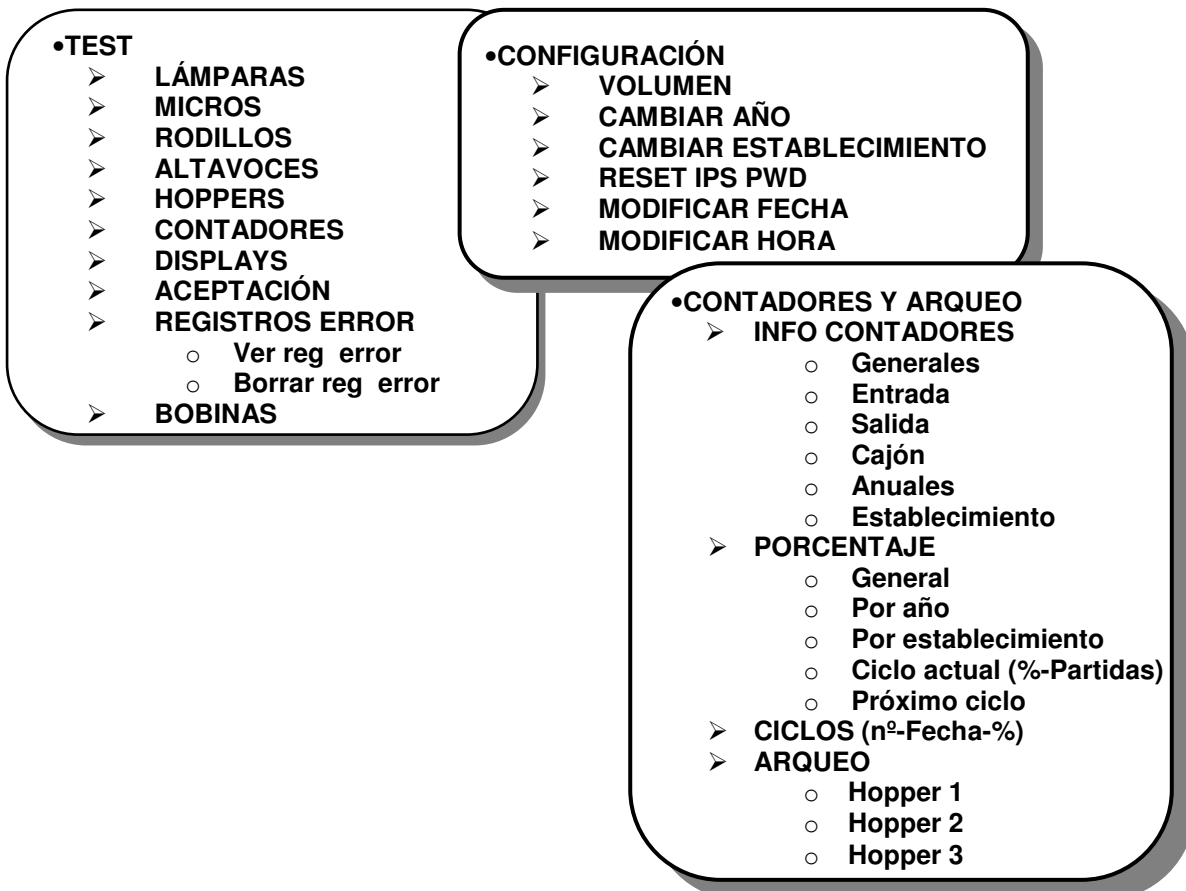 •TEST
➢ LÁMPARAS
➢ MICROS
➢ RODILLOS
➢ ALTAVOCES
➢ HOPPERS
➢ CONTADORES
➢ DISPLAYS
➢ ACEPTACIÓN
➢ REGISTROS ERROR
o Ver reg error
o Borrar reg error
➢ BOBINAS
•CONFIGURACIÓN
➢ VOLUMEN
➢ CAMBIAR AÑO
➢ CAMBIAR ESTABLECIMIENTO
➢ RESET IPS PWD
➢ MODIFICAR FECHA
➢ MODIFICAR HORA
•CONTADORES Y ARQUEO
➢ INFO CONTADORES
o Generales
o Entrada
o Salida
o Cajón
o Anuales
o Establecimiento
➢ PORCENTAJE
o General
o Por año
o Por establecimiento
o Ciclo actual (%-Partidas)
o Próximo ciclo
➢ CICLOS (nº-Fecha-%)
➢ ARQUEO
o Hopper 1
o Hopper 2
o Hopper 3